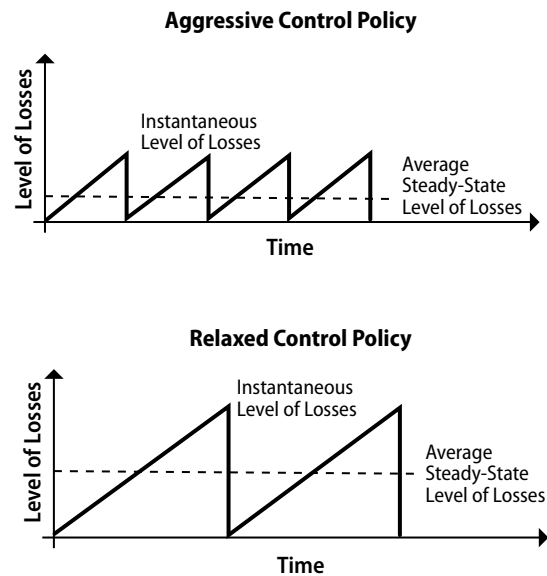 Aggressive Control Policy
Level of Losses
Instantaneous
Level of Losses
Average
Steady-State
Level of Losses
Time
Relaxed Control Policy
Level of Losses
Instantaneous
Level of Losses
Average
Steady-State
Level of Losses
Time